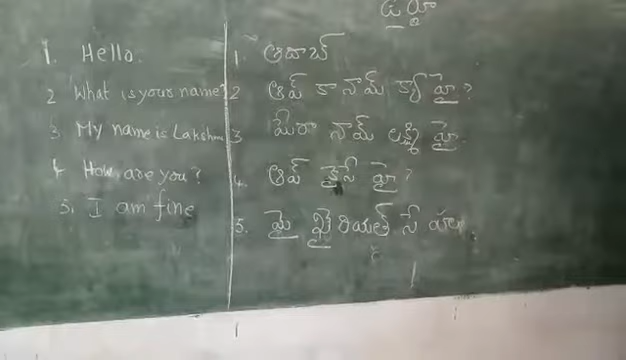 ఉర్దూ
1. Hello. 1. ఆదాబ్
2 What is your name? 2 ఆప్ కా నామ్ క్యా హై?
3. My name is Lakshmi 3 మేరా నామ్ లక్ష్మి హై.
4 How are you? 4. ఆప్ కైసే హై?
5. I am fine 5. మై ఖైరియత్ సే హూఁ.